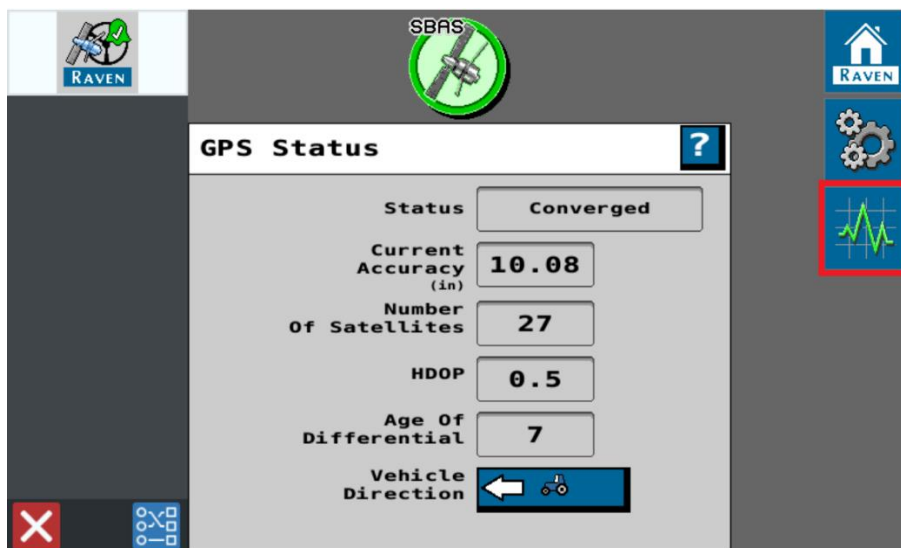 RAVEN
SBAS
RAVEN
GPS Status
?
Status
Converged
Current
Accuracy
(in)
10.08
Number
Of Satellites
27
HDOP
0.5
Age Of
Differential
7
Vehicle
Direction